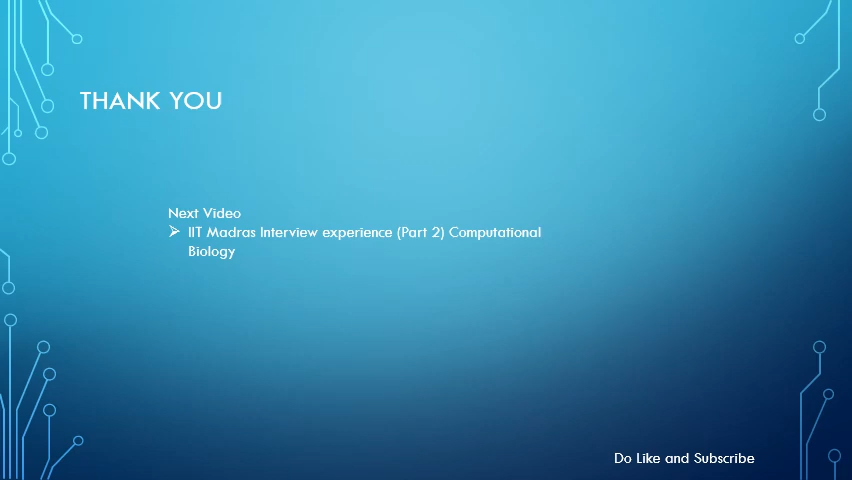 THANK YOU
Next Video
➢ IIT Madras Interview experience (Part 2) Computational
Biology
Do Like and Subscribe